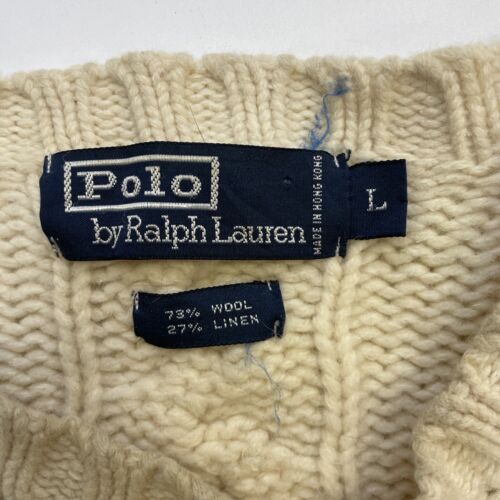 Polo
by Ralph Lauren
MADE IN HONG KONG
L
73% WOOL
27% LINEN